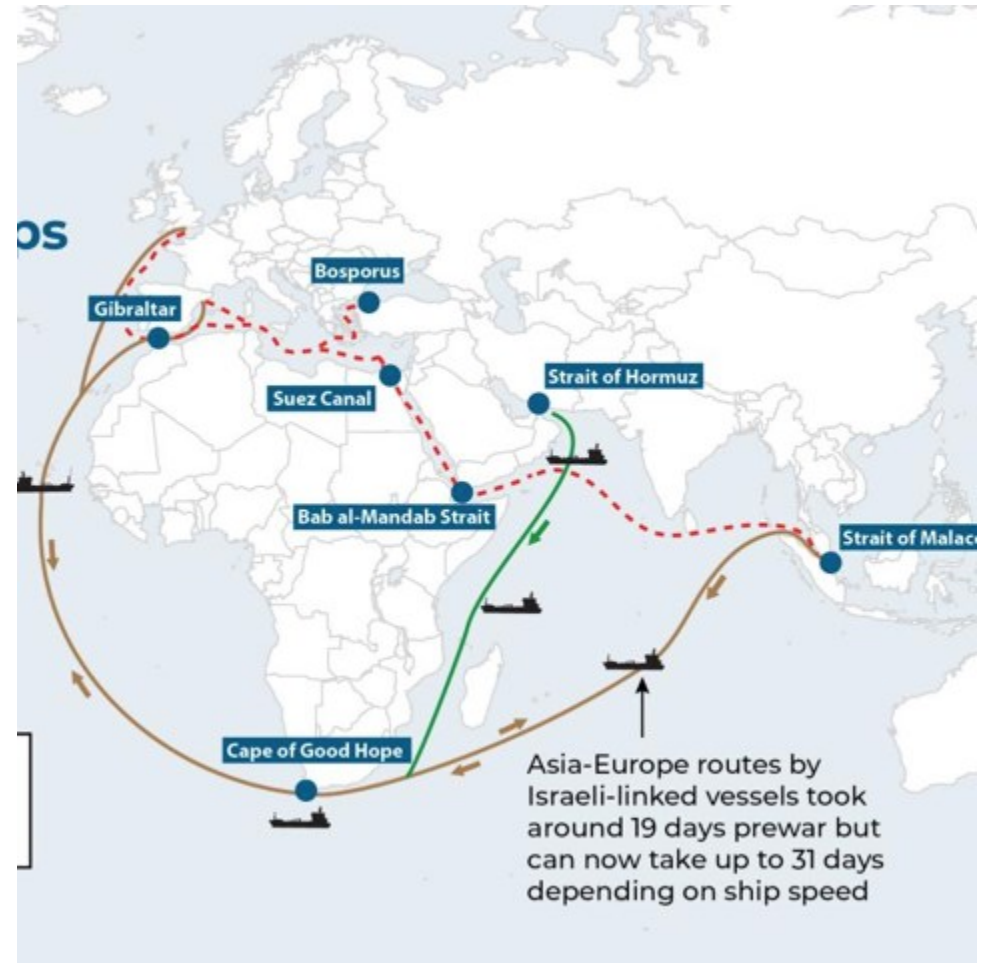 ps
Bosporus
Gibraltar
Strait of Hormuz
Suez Canal
Bab al-Mandab Strait
Strait of Malacc
Cape of Good Hope
Asia-Europe routes by
Israeli-linked vessels took
around 19 days prewar but
can now take up to 31 days
depending on ship speed